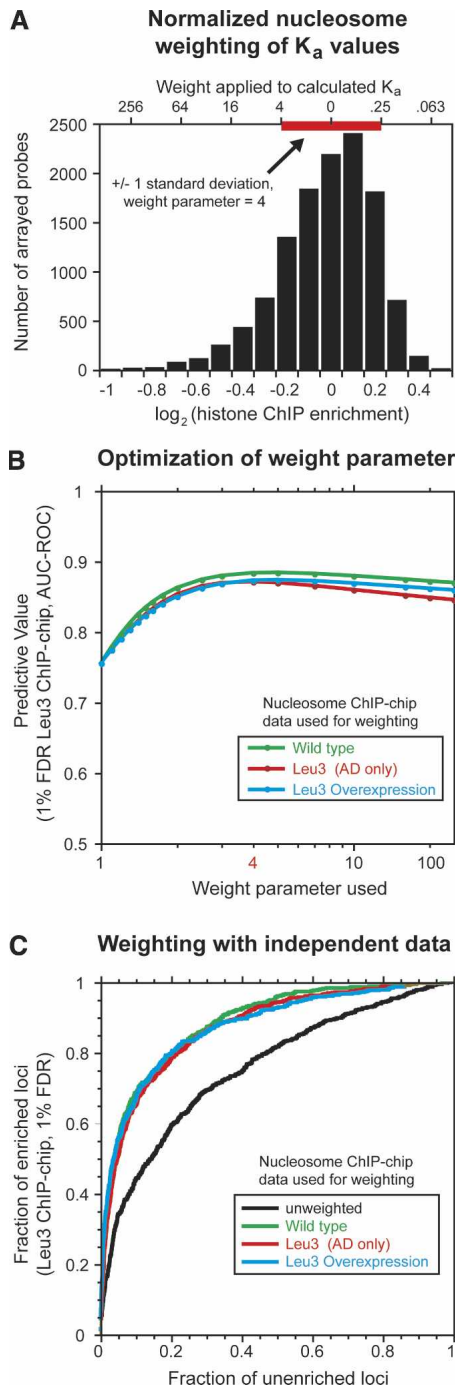 A Normalized nucleosome
weighting of Ka values
Weight applied to calculated Ka
256 64 16 4 0 .25 .063
2500
2000
1500
1000
500
0
Number of arrayed probes
+/- 1 standard deviation,
weight parameter = 4
-1 -0.8 -0.6 -0.4 -0.2 0 0.2 0.4
log2 (histone ChIP enrichment)
B Optimization of weight parameter
1
0.9
0.8
0.7
0.6
0.5
Predictive Value
(1% FDR Leu3 ChIP-chip, AUC-ROC)
Nucleosome ChIP-chip
data used for weighting
Wild type
Leu3 (AD only)
Leu3 Overexpression
1 4 10 100
Weight parameter used
C Weighting with independent data
1
0.8
0.6
0.4
0.2
0
Fraction of enriched loci
(Leu3 ChIP-chip, 1% FDR)
Nucleosome ChIP-chip
data used for weighting
unweighted
Wild type
Leu3 (AD only)
Leu3 Overexpression
0 0.2 0.4 0.6 0.8 1
Fraction of unenriched loci